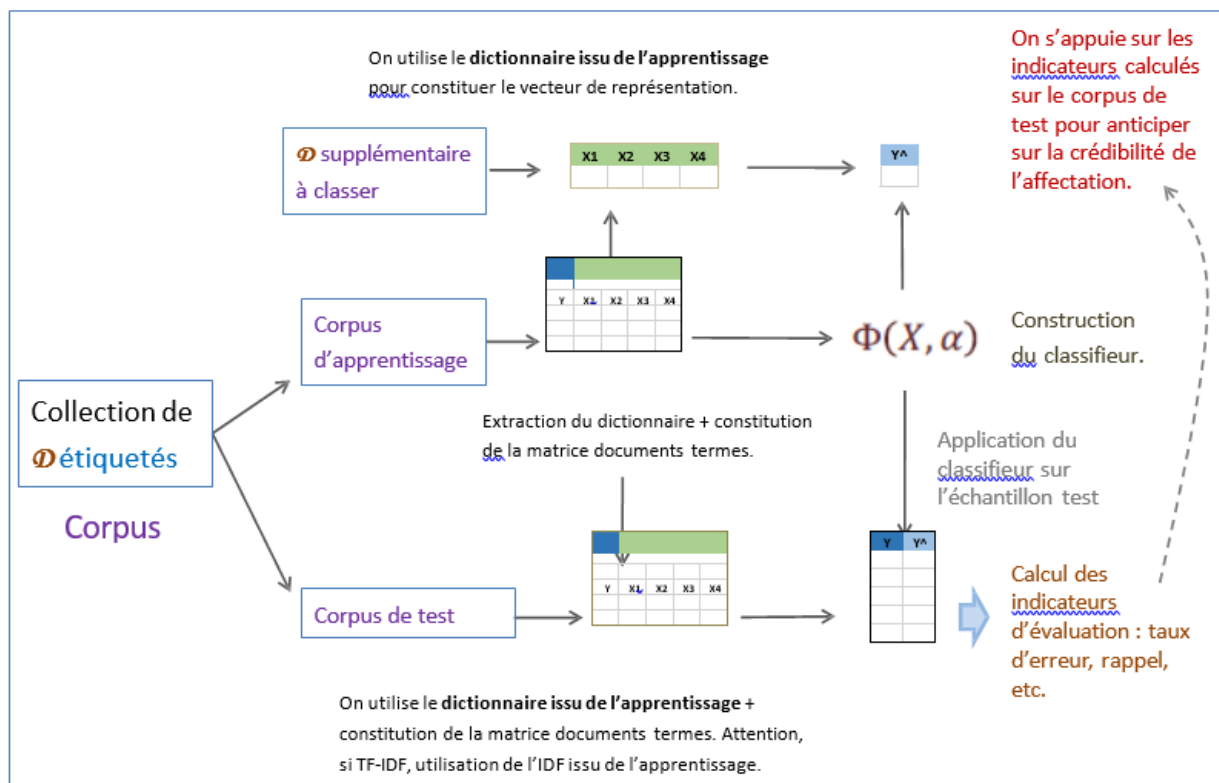 On utilise le dictionnaire issu de l'apprentissage
pour constituer le vecteur de représentation.
On s'appuie sur les
indicateurs calculés
sur le corpus de
test pour anticiper
sur la crédibilité de
l'affectation.
𝒟 supplémentaire
à classer
X1 X2 X3 X4
Y^
Y X1 X2 X3 X4
Corpus
d'apprentissage
Φ(X, α)
Construction
du classifieur.
Collection de
𝒟 étiquetés
Corpus
Extraction du dictionnaire + constitution
de la matrice documents termes.
Application du
classifieur sur
l'échantillon test
Corpus de test
Y X1 X2 X3 X4
Y Y^
Calcul des
indicateurs
d'évaluation : taux
d'erreur, rappel,
etc.
On utilise le dictionnaire issu de l'apprentissage +
constitution de la matrice documents termes. Attention,
si TF-IDF, utilisation de l'IDF issu de l'apprentissage.